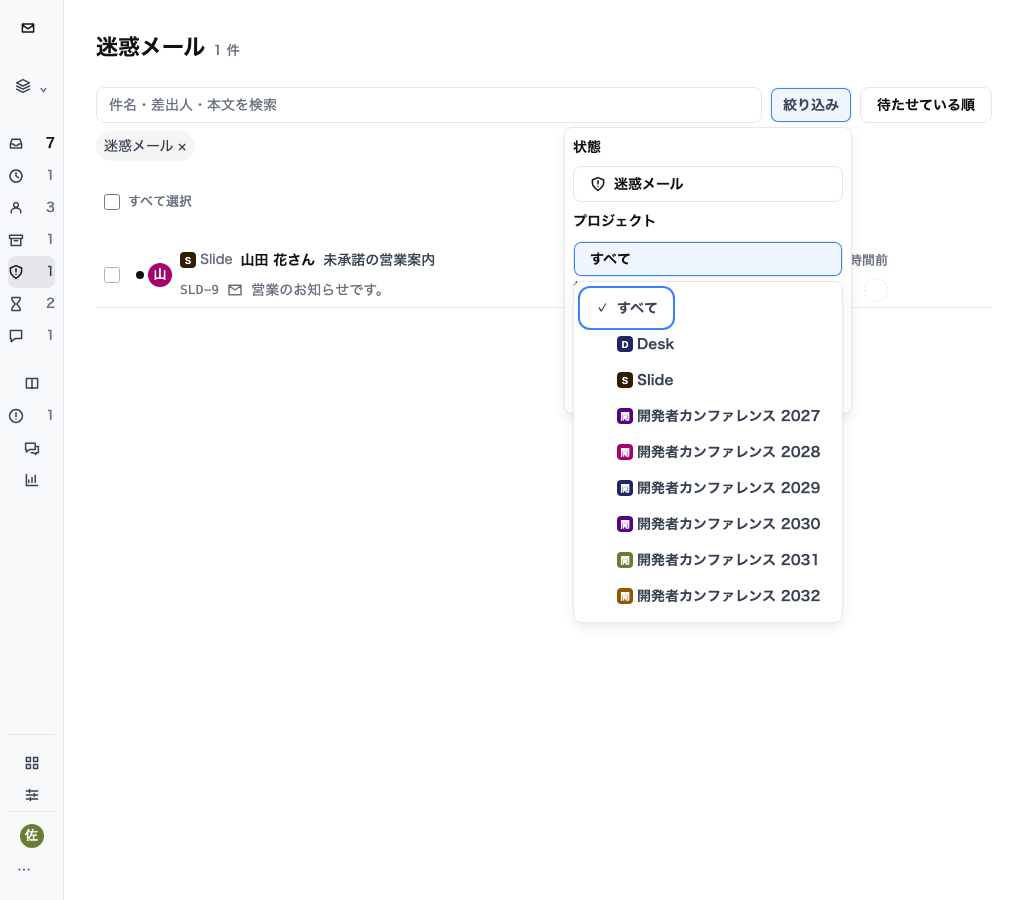 迷惑メール 1 件
件名・差出人・本文を検索
絞り込み
待たせている順
迷惑メール ×
状態
迷惑メール
プロジェクト
すべて
すべて選択
S Slide 山田 花さん 未承諾の営業案内
時間前
山
SLD-9 営業のお知らせです。
✓ すべて
D Desk
S Slide
開 開発者カンファレンス 2027
開 開発者カンファレンス 2028
開 開発者カンファレンス 2029
開 開発者カンファレンス 2030
開 開発者カンファレンス 2031
開 開発者カンファレンス 2032
7
1
3
1
1
2
1
1
佐
…